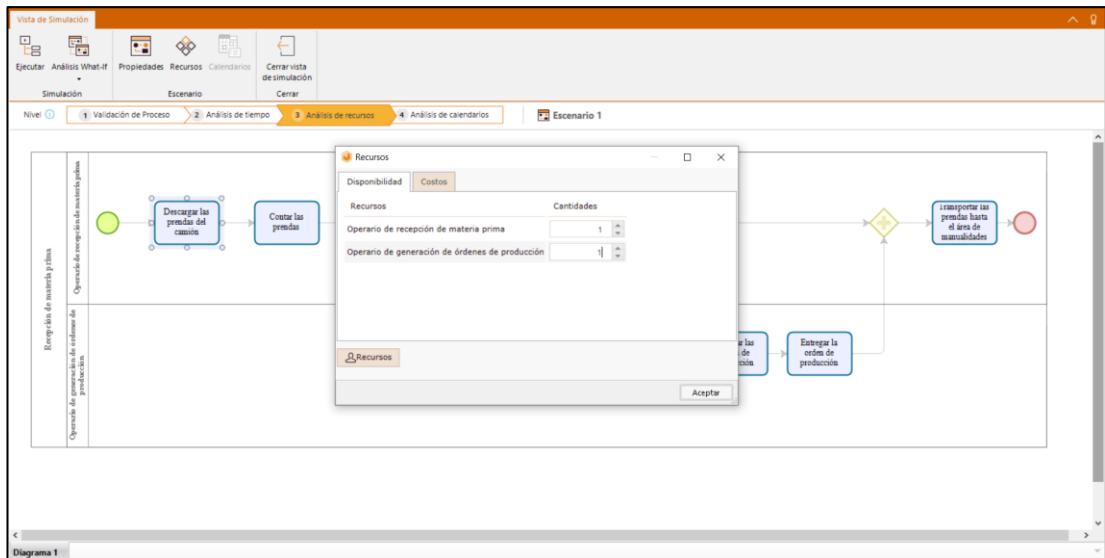 Vista de Simulación
Ejecutar Análisis What-If Propiedades Recursos Calendarios Cerrar vista
de simulación
Simulación Escenario Cerrar
Nivel 1 Validación de Proceso 2 Análisis de tiempo 3 Análisis de recursos 4 Análisis de calendarios Escenario 1
Recepción de materia prima
Operario de recepción de materia prima
Descargar las
prendas del
camión
Contar las
prendas
Transportar las
prendas hasta
el área de
manualidades
Recursos
Disponibilidad Costos
Recursos Cantidades
Operario de recepción de materia prima 1
Operario de generación de órdenes de producción 1
Recursos
Aceptar
Operario de generación de órdenes de
producción
las
de
ción
Entregar la
orden de
producción
Diagrama 1